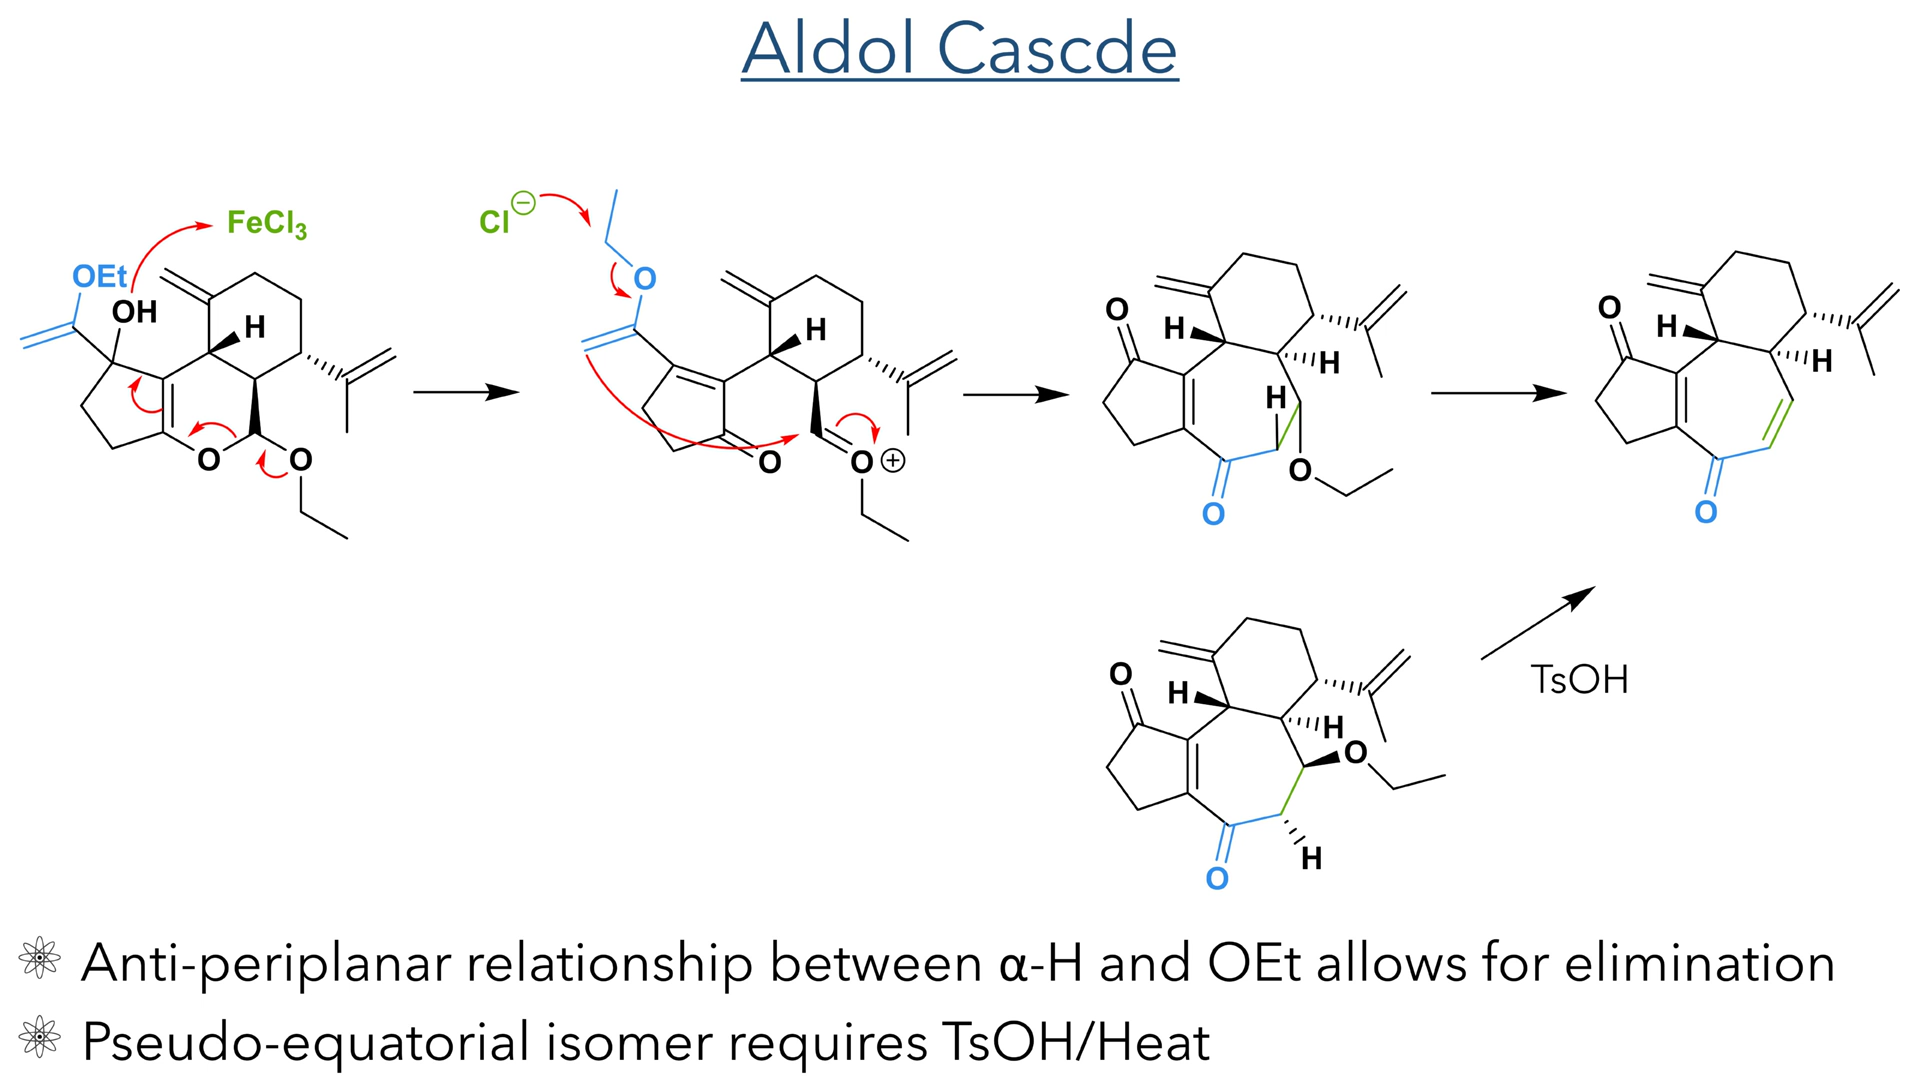 Aldol Cascde
FeCl3
OEt
OH
H
O
O
Cl⊖
O
H
O
O⊕
O
H
H
H
O
O
O
H
H
O
O
H
H
O
H
O
TsOH
Anti-periplanar relationship between α-H and OEt allows for elimination
Pseudo-equatorial isomer requires TsOH/Heat